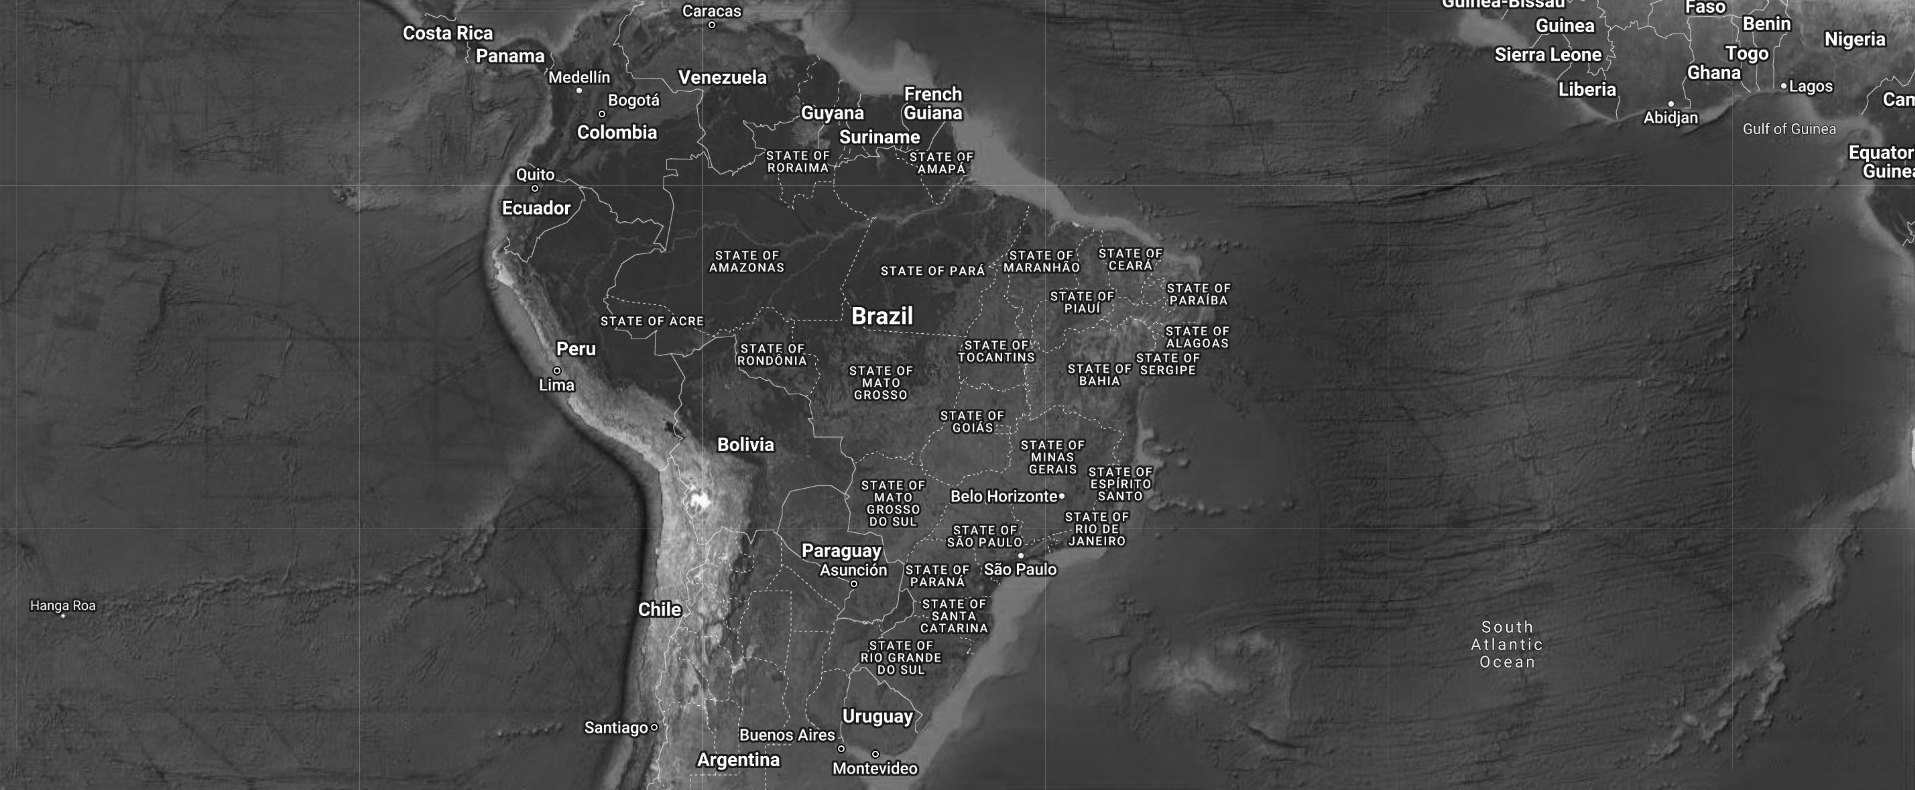 Caracas
Costa Rica
Panama
Medellín
Venezuela
Bogotá
Colombia
French
Guiana
Guyana
Suriname
STATE OF
RORAIMA
STATE OF
AMAPÁ
Quito
Ecuador
STATE OF
AMAZONAS
STATE OF PARÁ
STATE OF
MARANHÃO
STATE OF
CEARÁ
STATE OF
PIAUÍ
STATE OF
PARAÍBA
STATE OF ACRE
Brazil
STATE OF
ALAGOAS
STATE OF
SERGIPE
Peru
Lima
STATE OF
RONDÔNIA
STATE OF
MATO
GROSSO
STATE OF
TOCANTINS
STATE OF
BAHIA
STATE OF
GOIÁS
Bolivia
STATE OF
MINAS
GERAIS
STATE OF
ESPÍRITO
SANTO
Belo Horizonte
STATE OF
MATO
GROSSO
DO SUL
STATE OF
SÃO PAULO
STATE OF
RIO DE
JANEIRO
São Paulo
Paraguay
Asunción
STATE OF
PARANÁ
STATE OF
SANTA
CATARINA
STATE OF
RIO GRANDE
DO SUL
Chile
Hanga Roa
Santiago
Buenos Aires
Argentina
Uruguay
Montevideo
South
Atlantic
Ocean
Guinea-Bissau
Guinea
Sierra Leone
Liberia
Faso
Benin
Togo
Ghana
Nigeria
Lagos
Abidjan
Gulf of Guinea
Cam
Equator
Guinea